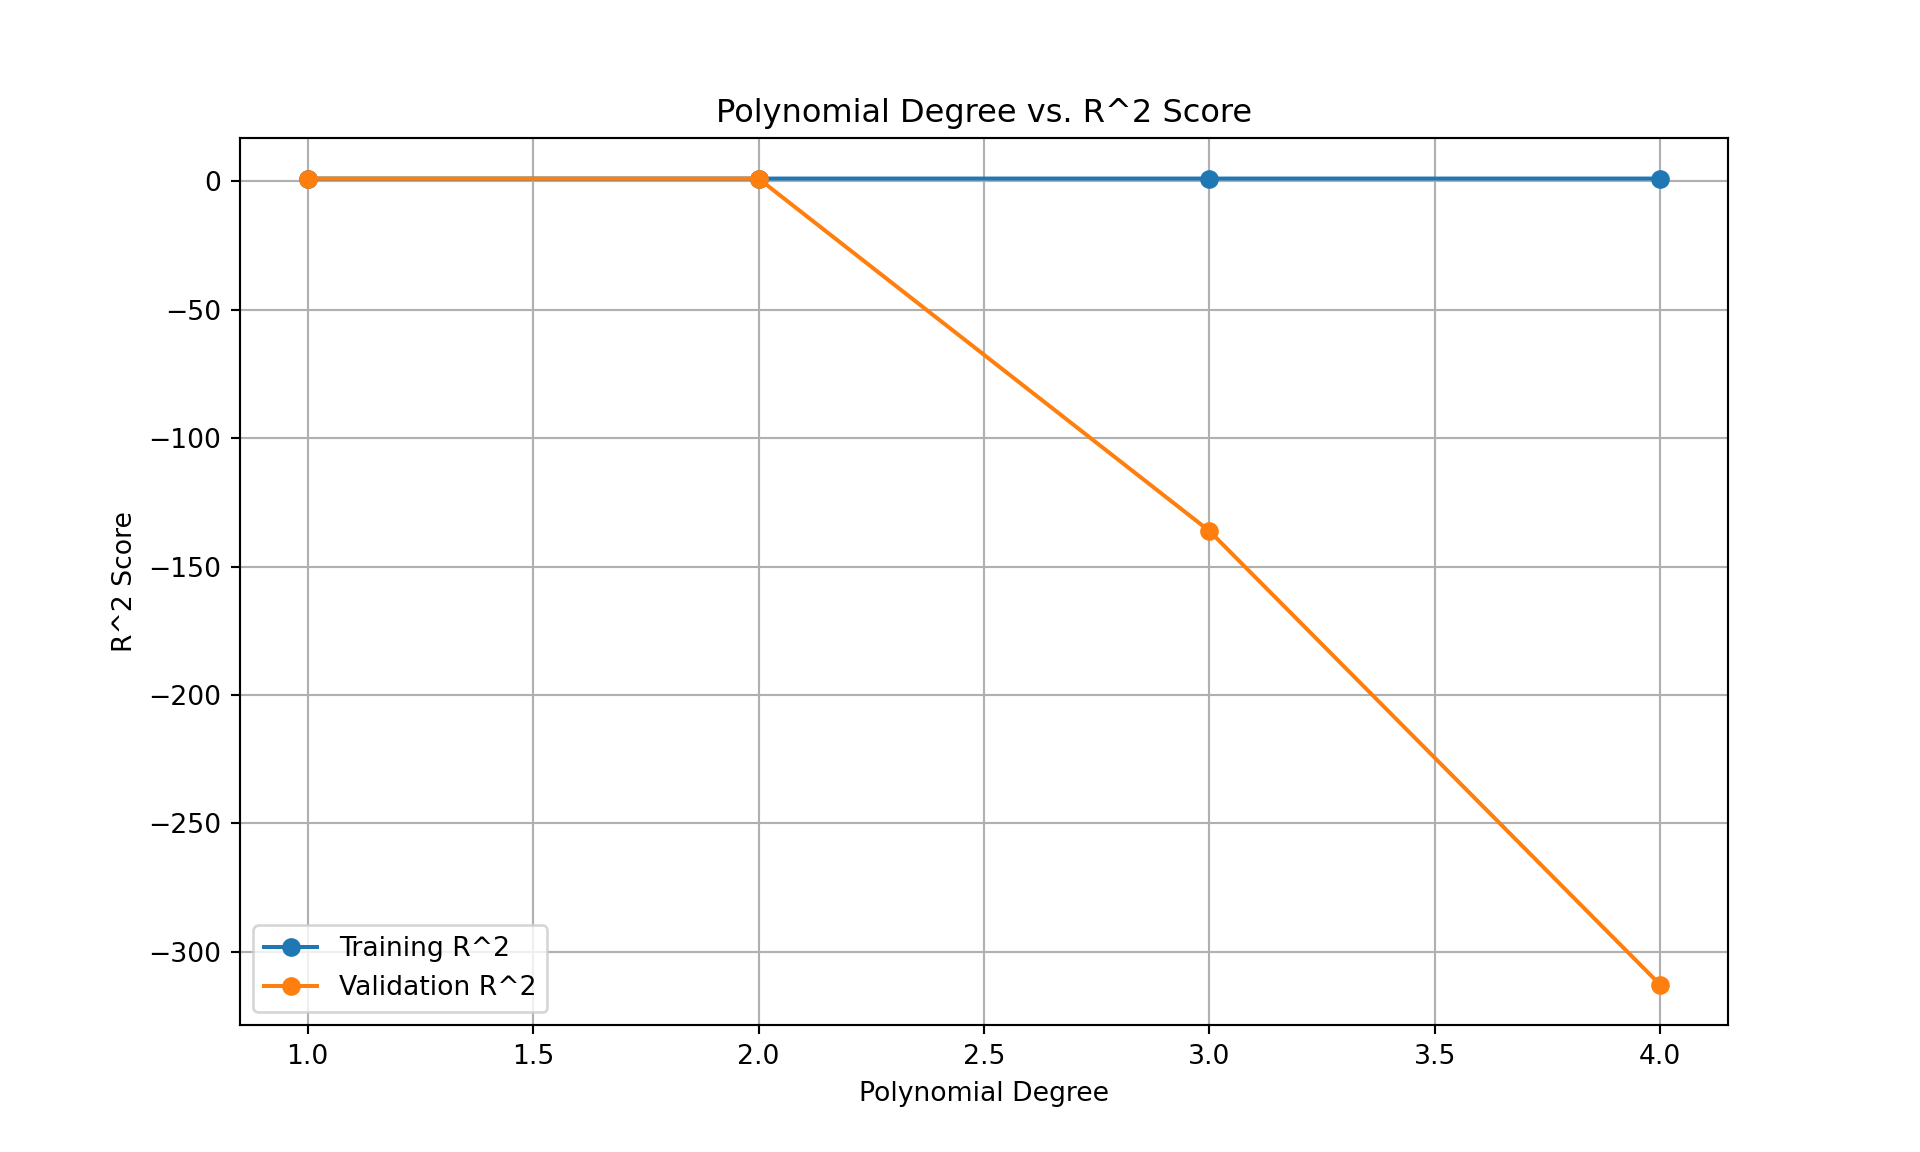 Polynomial Degree vs. R^2 Score
R^2 Score
0
−50
−100
−150
−200
−250
−300
Training R^2
Validation R^2
1.0 1.5 2.0 2.5 3.0 3.5 4.0
Polynomial Degree